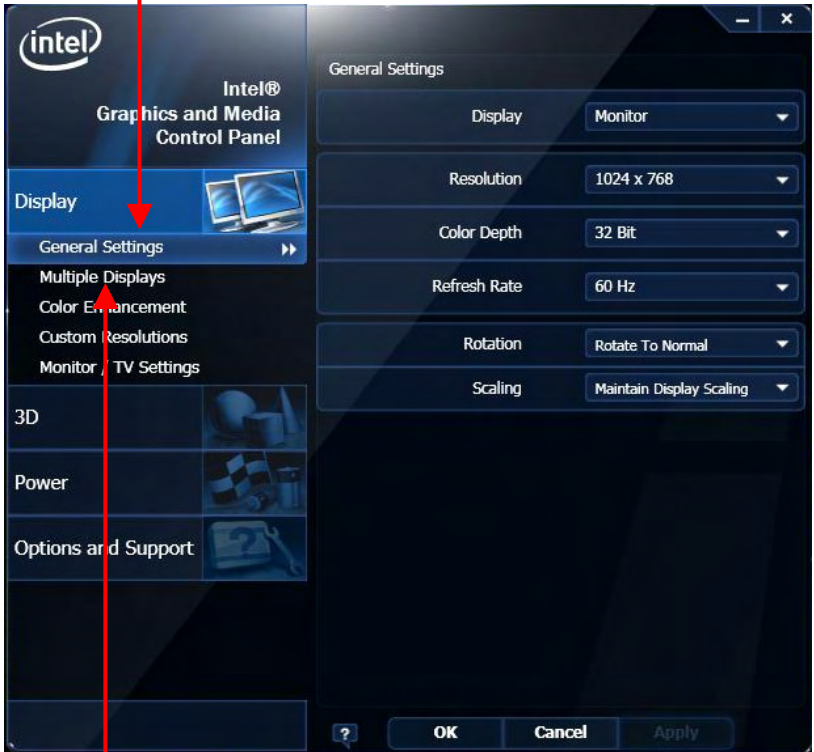 intel
Intel®
Graphics and Media
Control Panel
Display
General Settings
Multiple Displays
Color Enhancement
Custom Resolutions
Monitor / TV Settings
3D
Power
Options and Support
General Settings
Display Monitor
Resolution 1024 x 768
Color Depth 32 Bit
Refresh Rate 60 Hz
Rotation Rotate To Normal
Scaling Maintain Display Scaling
? OK Cancel Apply